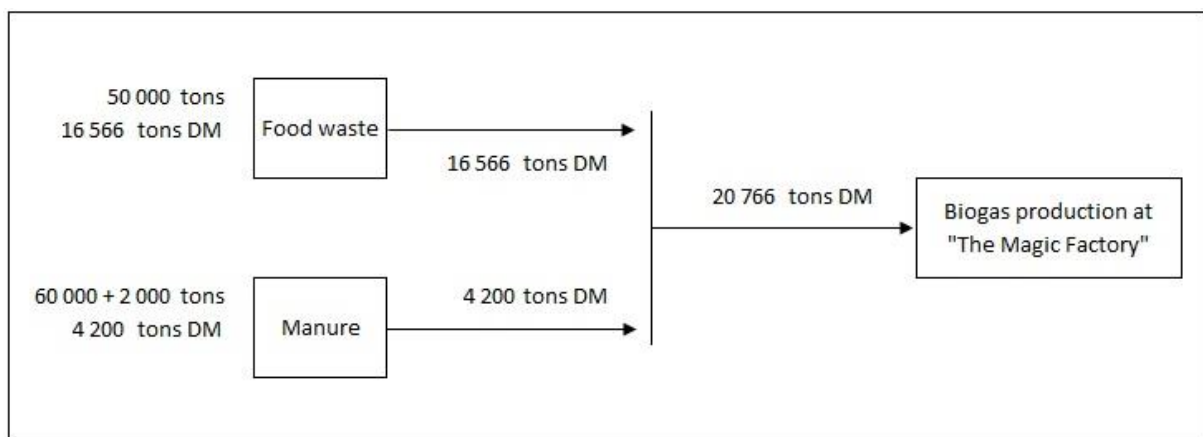 50 000 tons
16 566 tons DM
Food waste
16 566 tons DM
20 766 tons DM
Biogas production at
"The Magic Factory"
60 000 + 2 000 tons
4 200 tons DM
Manure
4 200 tons DM